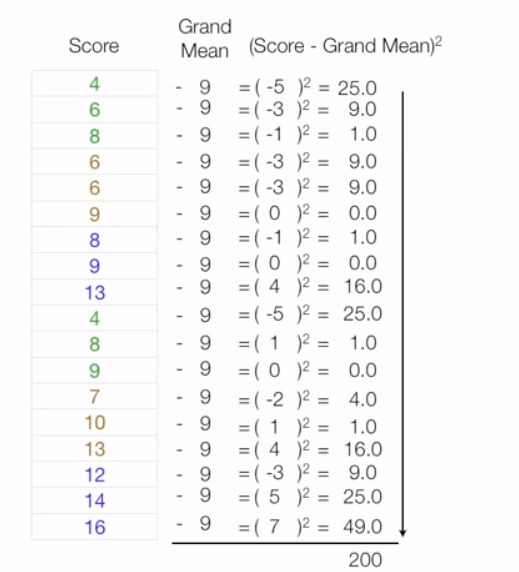 Score Grand Mean (Score - Grand Mean)²
4 - 9 =( -5 )² = 25.0
6 - 9 =( -3 )² = 9.0
8 - 9 =( -1 )² = 1.0
6 - 9 =( -3 )² = 9.0
6 - 9 =( -3 )² = 9.0
9 - 9 =( 0 )² = 0.0
8 - 9 =( -1 )² = 1.0
9 - 9 =( 0 )² = 0.0
13 - 9 =( 4 )² = 16.0
4 - 9 =( -5 )² = 25.0
8 - 9 =( 1 )² = 1.0
9 - 9 =( 0 )² = 0.0
7 - 9 =( -2 )² = 4.0
10 - 9 =( 1 )² = 1.0
13 - 9 =( 4 )² = 16.0
12 - 9 =( -3 )² = 9.0
14 - 9 =( 5 )² = 25.0
16 - 9 =( 7 )² = 49.0
200